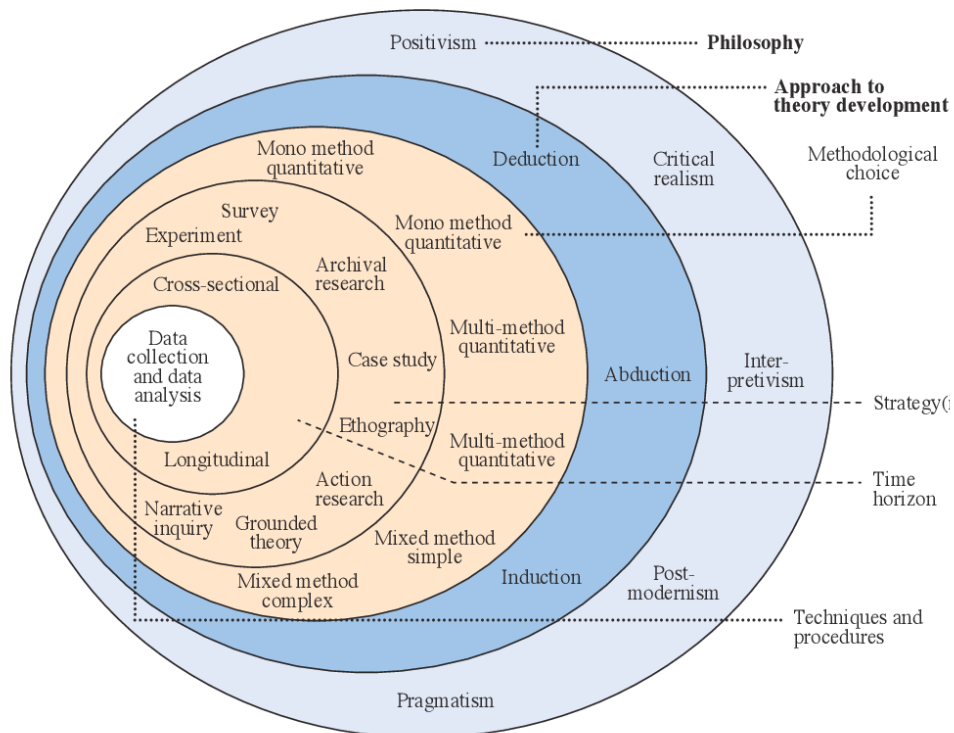 Positivism
Philosophy
Approach to
theory development
Mono method
quantitative
Deduction
Critical
realism
Methodological
choice
Survey
Mono method
quantitative
Experiment
Archival
research
Cross-sectional
Data
collection
and data
analysis
Multi-method
quantitative
Case study
Abduction
Inter-
pretivism
Strategy(
Ethography
Multi-method
quantitative
Longitudinal
Time
horizon
Action
research
Narrative
inquiry
Grounded
theory
Mixed method
simple
Mixed method
complex
Induction
Post-
modernism
Techniques and
procedures
Pragmatism